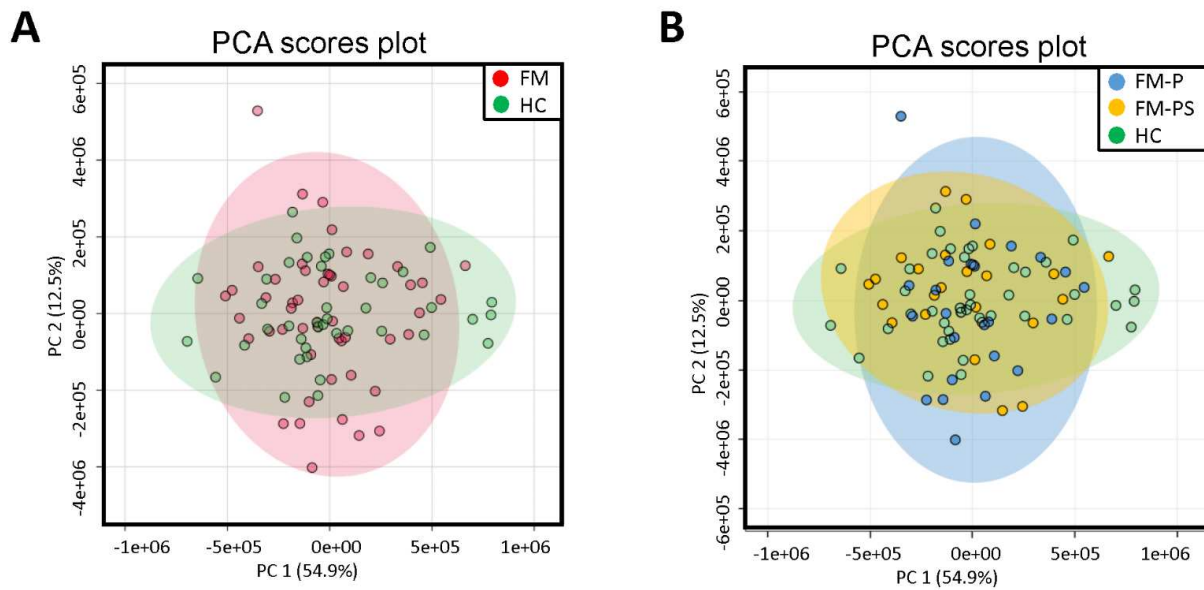 A
PCA scores plot
FM
HC
6e+05
4e+06
2e+05
0e+00
-2e+05
-4e+06
PC 2 (12.5%)
-1e+06 -5e+05 0e+00 5e+05 1e+06
PC 1 (54.9%)
B
PCA scores plot
FM-P
FM-PS
HC
6e+05
4e+06
2e+05
0e+00
-2e+05
-4e+06
-6e+05
PC 2 (12.5%)
-1e+06 -5e+05 0e+00 5e+05 1e+06
PC 1 (54.9%)